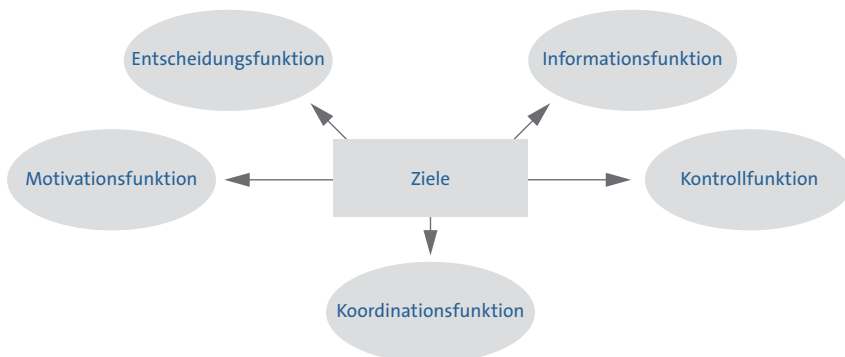 Entscheidungsfunktion
Informationsfunktion
Motivationsfunktion
Ziele
Kontrollfunktion
Koordinationsfunktion